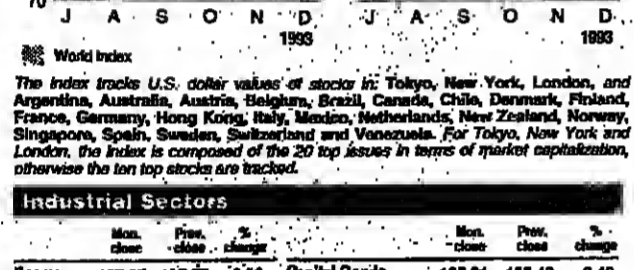 70
J A S O N D J A S O N D
1993 1993
World Index
The index tracks U.S. dollar values of stocks in: Tokyo, New York, London, and
Argentina, Australia, Austria, Belgium, Brazil, Canada, Chile, Denmark, Finland,
France, Germany, Hong Kong, Italy, Mexico, Netherlands, New Zealand, Norway,
Singapore, Spain, Sweden, Switzerland and Venezuela. For Tokyo, New York and
London, the index is composed of the 20 top issues in terms of market capitalization,
otherwise the ten top stocks are tracked.
Industrial Sectors
Mon. Prev. % Mon. Prev. %
close close change close close change
Capital Goods